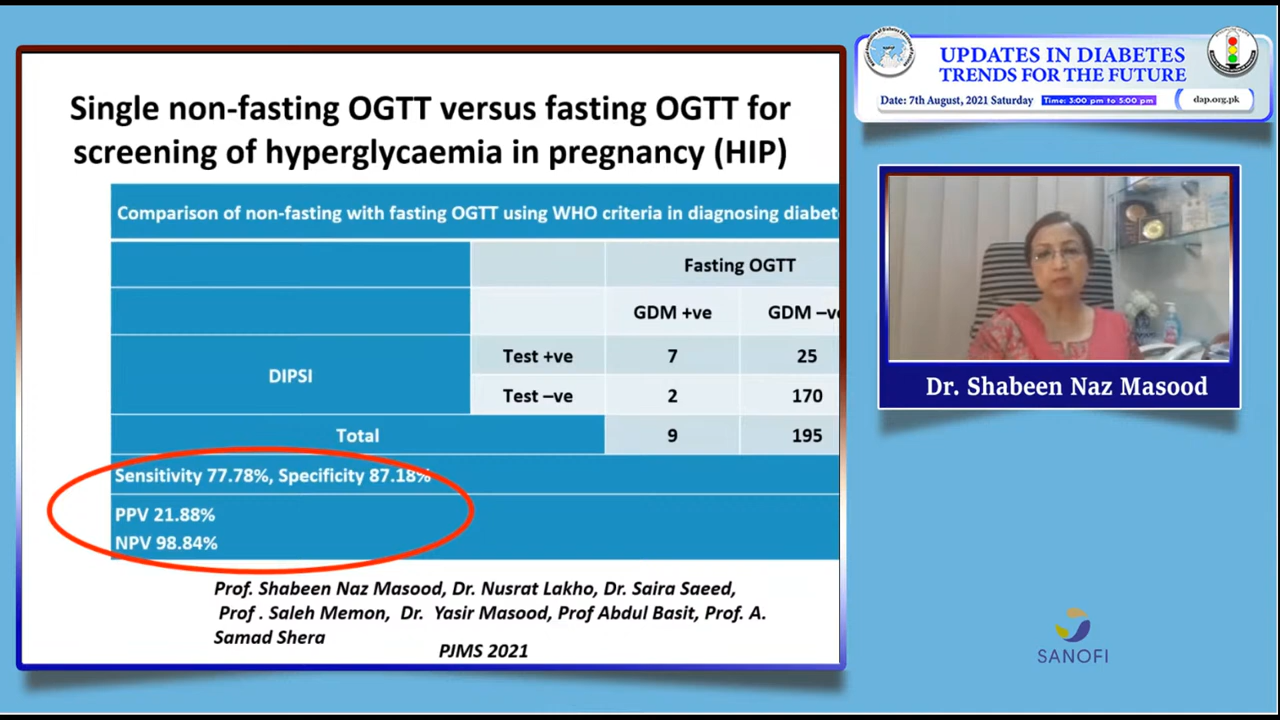 Single non-fasting OGTT versus fasting OGTT for
screening of hyperglycaemia in pregnancy (HIP)
Comparison of non-fasting with fasting OGTT using WHO criteria in diagnosing diabet
Fasting OGTT
GDM +ve GDM –v
DIPSI
Test +ve 7 25
Test –ve 2 170
Total 9 195
Sensitivity 77.78%, Specificity 87.18%
PPV 21.88%
NPV 98.84%
Prof. Shabeen Naz Masood, Dr. Nusrat Lakho, Dr. Saira Saeed,
Prof . Saleh Memon, Dr. Yasir Masood, Prof Abdul Basit, Prof. A.
Samad Shera
PJMS 2021
UPDATES IN DIABETES
TRENDS FOR THE FUTURE
Date: 7th August, 2021 Saturday Time: 3:00 pm to 5:00 pm dap.org.pk
Dr. Shabeen Naz Masood
SANOFI